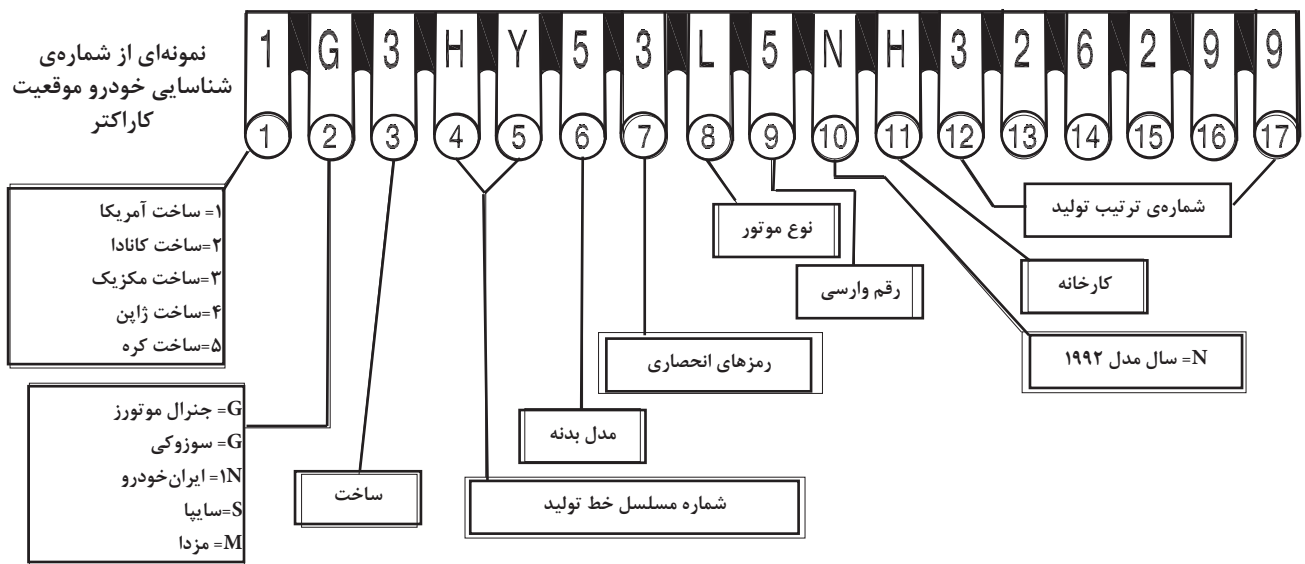 نمونه‌ای از شماره‌ی
شناسایی خودرو موقعیت
کاراکتر
1 G 3 H Y 5 3 L 5 N H 3 2 6 2 9 9
1 2 3 4 5 6 7 8 9 10 11 12 13 14 15 16 17
۱= ساخت آمریکا
۲=ساخت کانادا
۳=ساخت مکزیک
۴=ساخت ژاپن
۵=ساخت کره
G= جنرال موتورز
G= سوزوکی
۱N= ایران‌خودرو
S=سایپا
M= مزدا
ساخت
شماره مسلسل خط تولید
مدل بدنه
رمزهای انحصاری
نوع موتور
رقم وارسی
N= سال مدل ۱۹۹۲
کارخانه
شماره‌ی ترتیب تولید